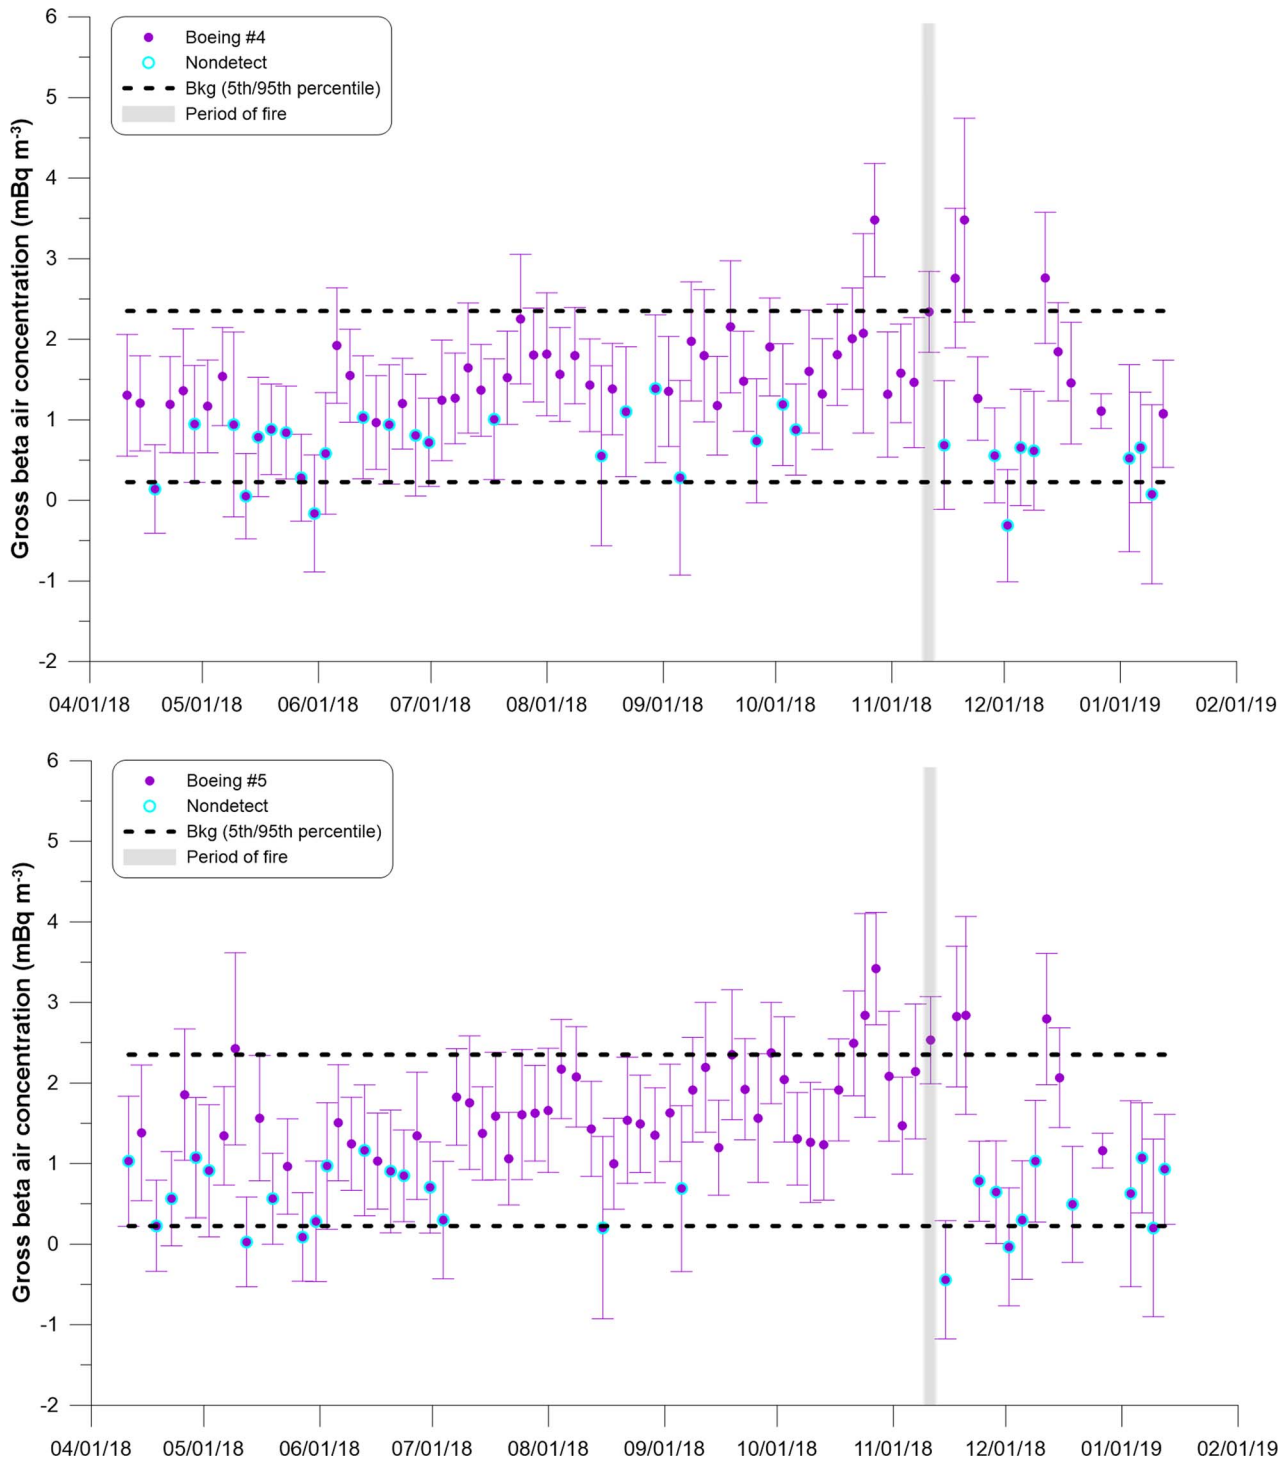 6
5
4
3
2
1
0
-1
-2
Gross beta air concentration (mBq m-3)
Boeing #4
Nondetect
Bkg (5th/95th percentile)
Period of fire
04/01/18 05/01/18 06/01/18 07/01/18 08/01/18 09/01/18 10/01/18 11/01/18 12/01/18 01/01/19 02/01/19
6
5
4
3
2
1
0
-1
-2
Gross beta air concentration (mBq m-3)
Boeing #5
Nondetect
Bkg (5th/95th percentile)
Period of fire
04/01/18 05/01/18 06/01/18 07/01/18 08/01/18 09/01/18 10/01/18 11/01/18 12/01/18 01/01/19 02/01/19